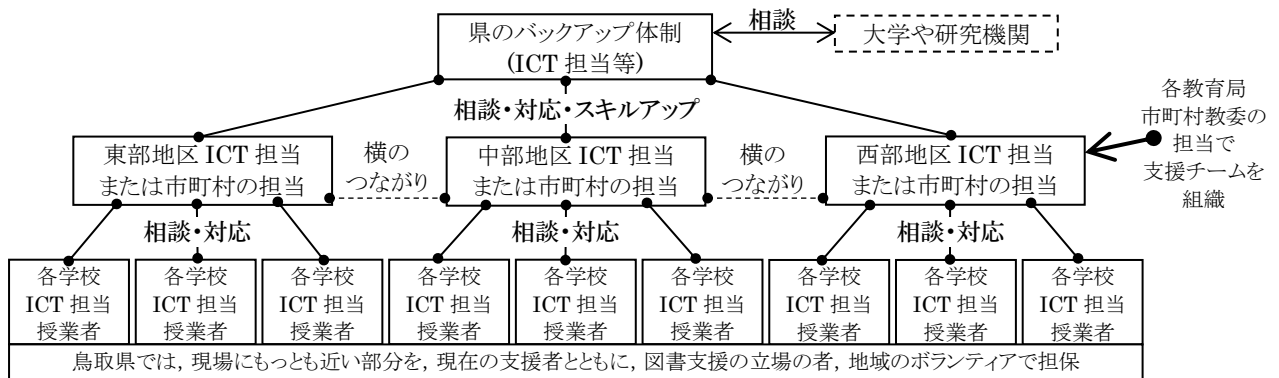 県のバックアップ体制
(ICT 担当等)
相談
大学や研究機関
相談・対応・スキルアップ
各教育局
市町村教委の
担当で
支援チームを
組織
東部地区 ICT 担当
または市町村の担当
横の
つながり
中部地区 ICT 担当
または市町村の担当
横の
つながり
西部地区 ICT 担当
または市町村の担当
相談・対応
相談・対応
相談・対応
各学校
ICT 担当
授業者
各学校
ICT 担当
授業者
各学校
ICT 担当
授業者
各学校
ICT 担当
授業者
各学校
ICT 担当
授業者
各学校
ICT 担当
授業者
各学校
ICT 担当
授業者
各学校
ICT 担当
授業者
各学校
ICT 担当
授業者
鳥取県では, 現場にもっとも近い部分を, 現在の支援者とともに, 図書支援の立場の者, 地域のボランティアで担保